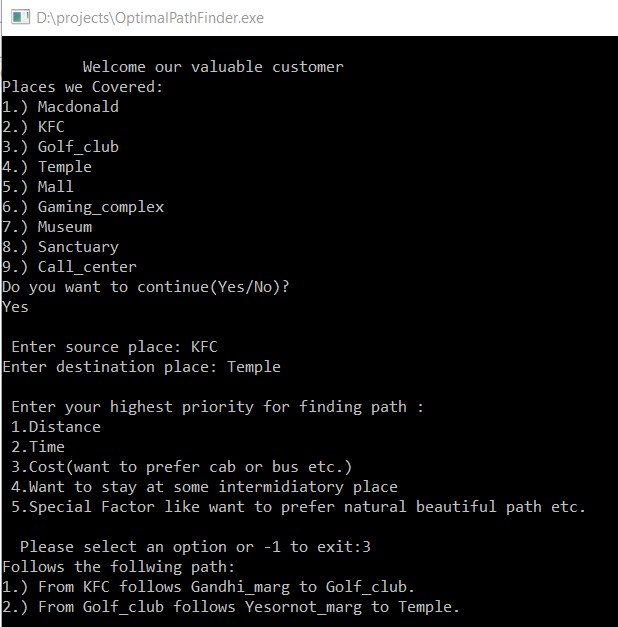 D:\projects\OptimalPathFinder.exe
Welcome our valuable customer
Places we Covered:
1.) Macdonald
2.) KFC
3.) Golf_club
4.) Temple
5.) Mall
6.) Gaming_complex
7.) Museum
8.) Sanctuary
9.) Call_center
Do you want to continue(Yes/No)?
Yes
Enter source place: KFC
Enter destination place: Temple
Enter your highest priority for finding path :
1.Distance
2.Time
3.Cost(want to prefer cab or bus etc.)
4.Want to stay at some intermidiatory place
5.Special Factor like want to prefer natural beautiful path etc.
Please select an option or -1 to exit:3
Follows the follwing path:
1.) From KFC follows Gandhi_marg to Golf_club.
2.) From Golf_club follows Yesornot_marg to Temple.